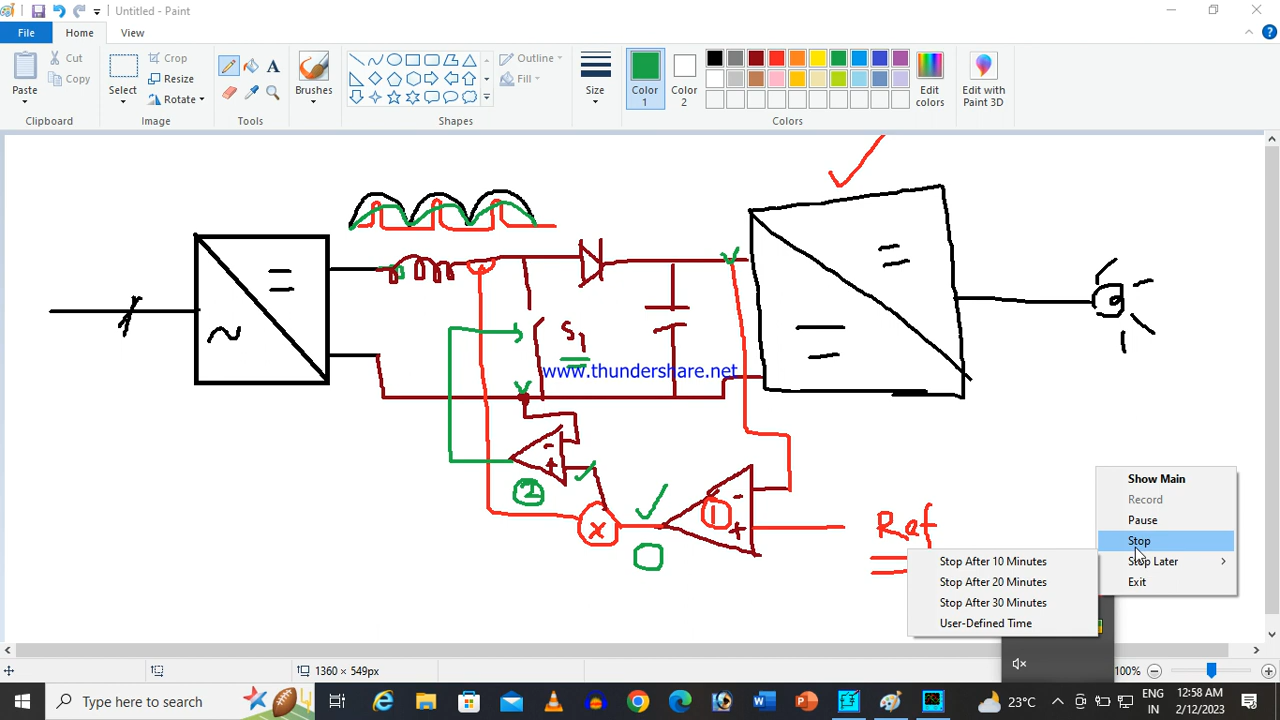 Untitled - Paint
File
Home
View
Paste
Cut
Copy
Clipboard
Select
Crop
Resize
Rotate
Image
A
Tools
Brushes
Outline
Fill
Shapes
Size
Color 1
Color 2
Edit colors
Edit with Paint 3D
Colors
S1
www.thundershare.net
-
+
2
x
1
-
+
Ref
Show Main
Record
Pause
Stop
Stop Later
Exit
Stop After 10 Minutes
Stop After 20 Minutes
Stop After 30 Minutes
User-Defined Time
1360 × 549px
100%
Type here to search
23°C
ENG
IN
12:58 AM
2/12/2023